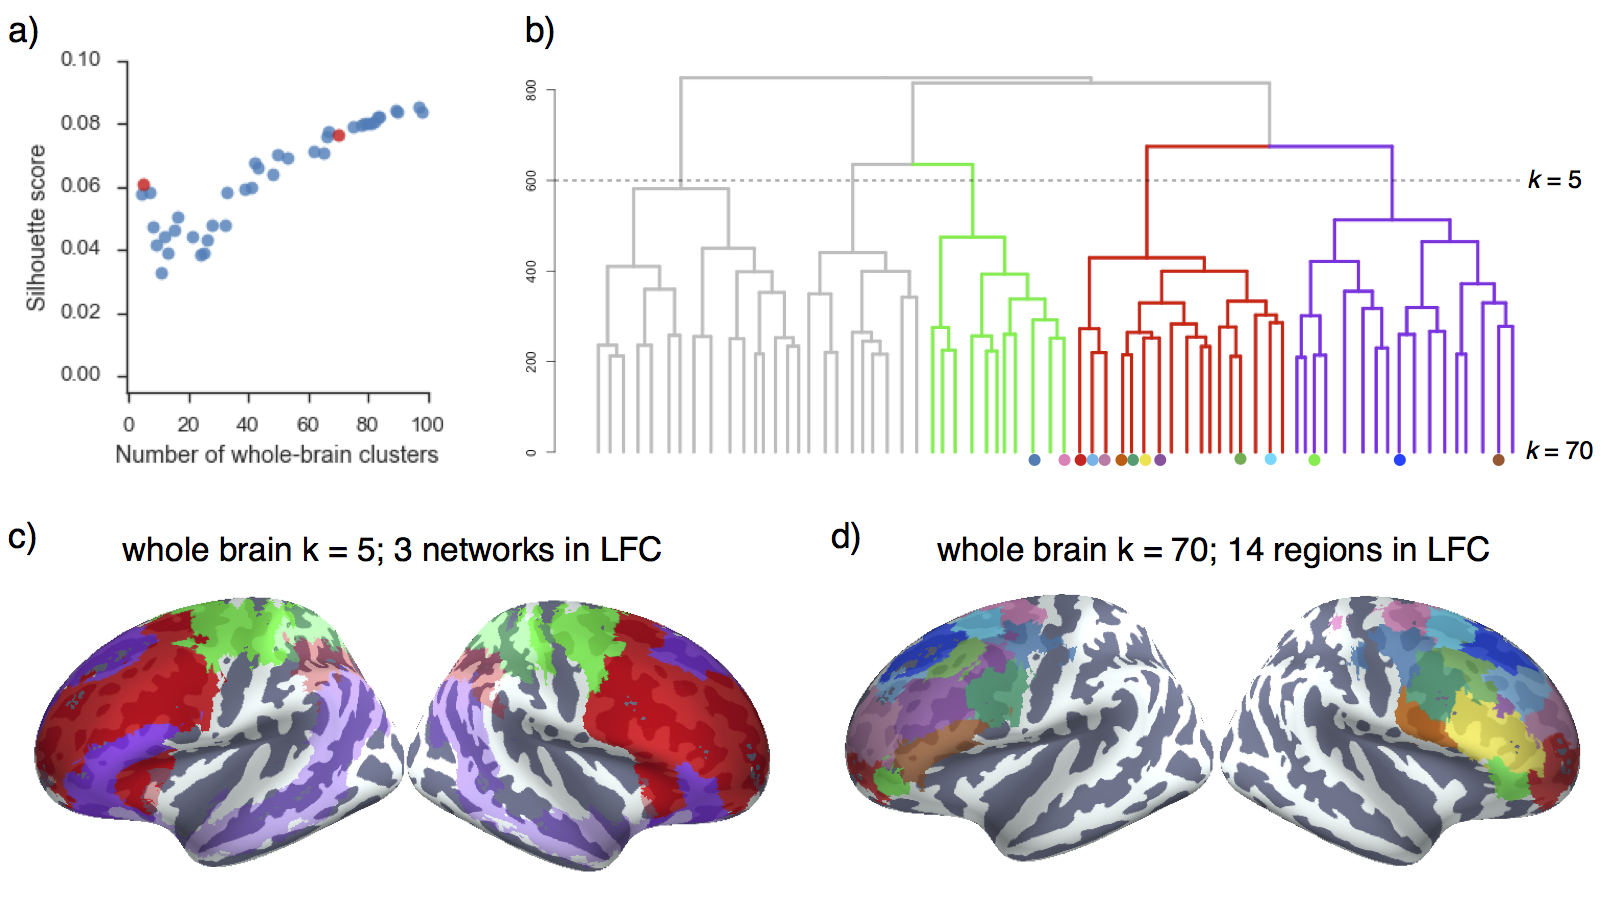 a)
Silhouette score
0.10
0.08
0.06
0.04
0.02
0.00
0 20 40 60 80 100
Number of whole-brain clusters
b)
800
600
400
200
0
k = 5
k = 70
c)
whole brain k = 5; 3 networks in LFC
d)
whole brain k = 70; 14 regions in LFC